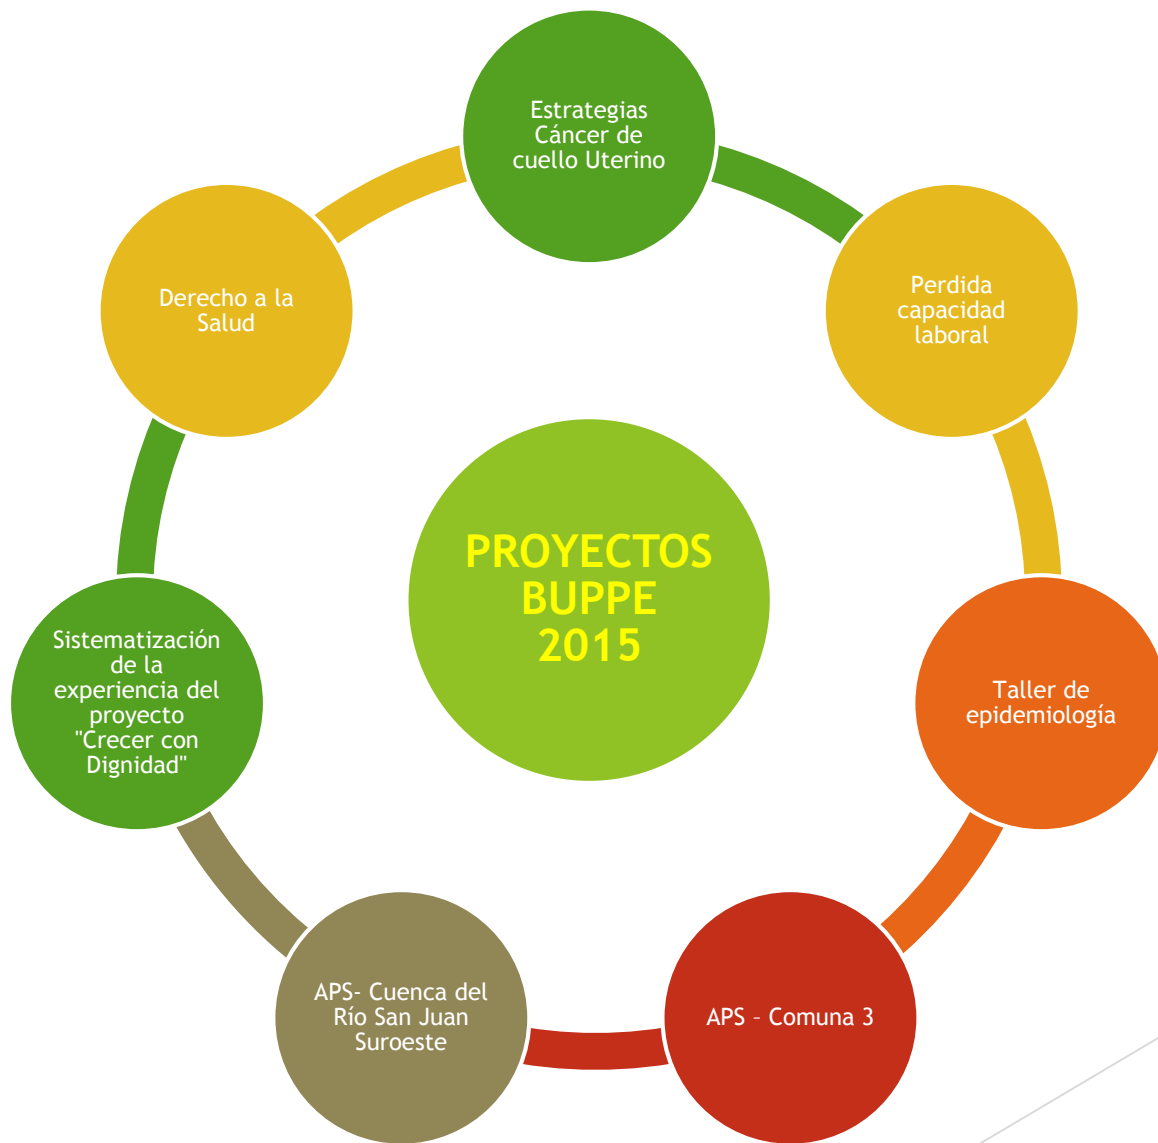 Estrategias
Cáncer de
cuello Uterino
Perdida
capacidad
laboral
Taller de
epidemiología
APS – Comuna 3
APS- Cuenca del
Río San Juan
Suroeste
Sistematización
de la
experiencia del
proyecto
"Crecer con
Dignidad"
Derecho a la
Salud
PROYECTOS
BUPPE
2015